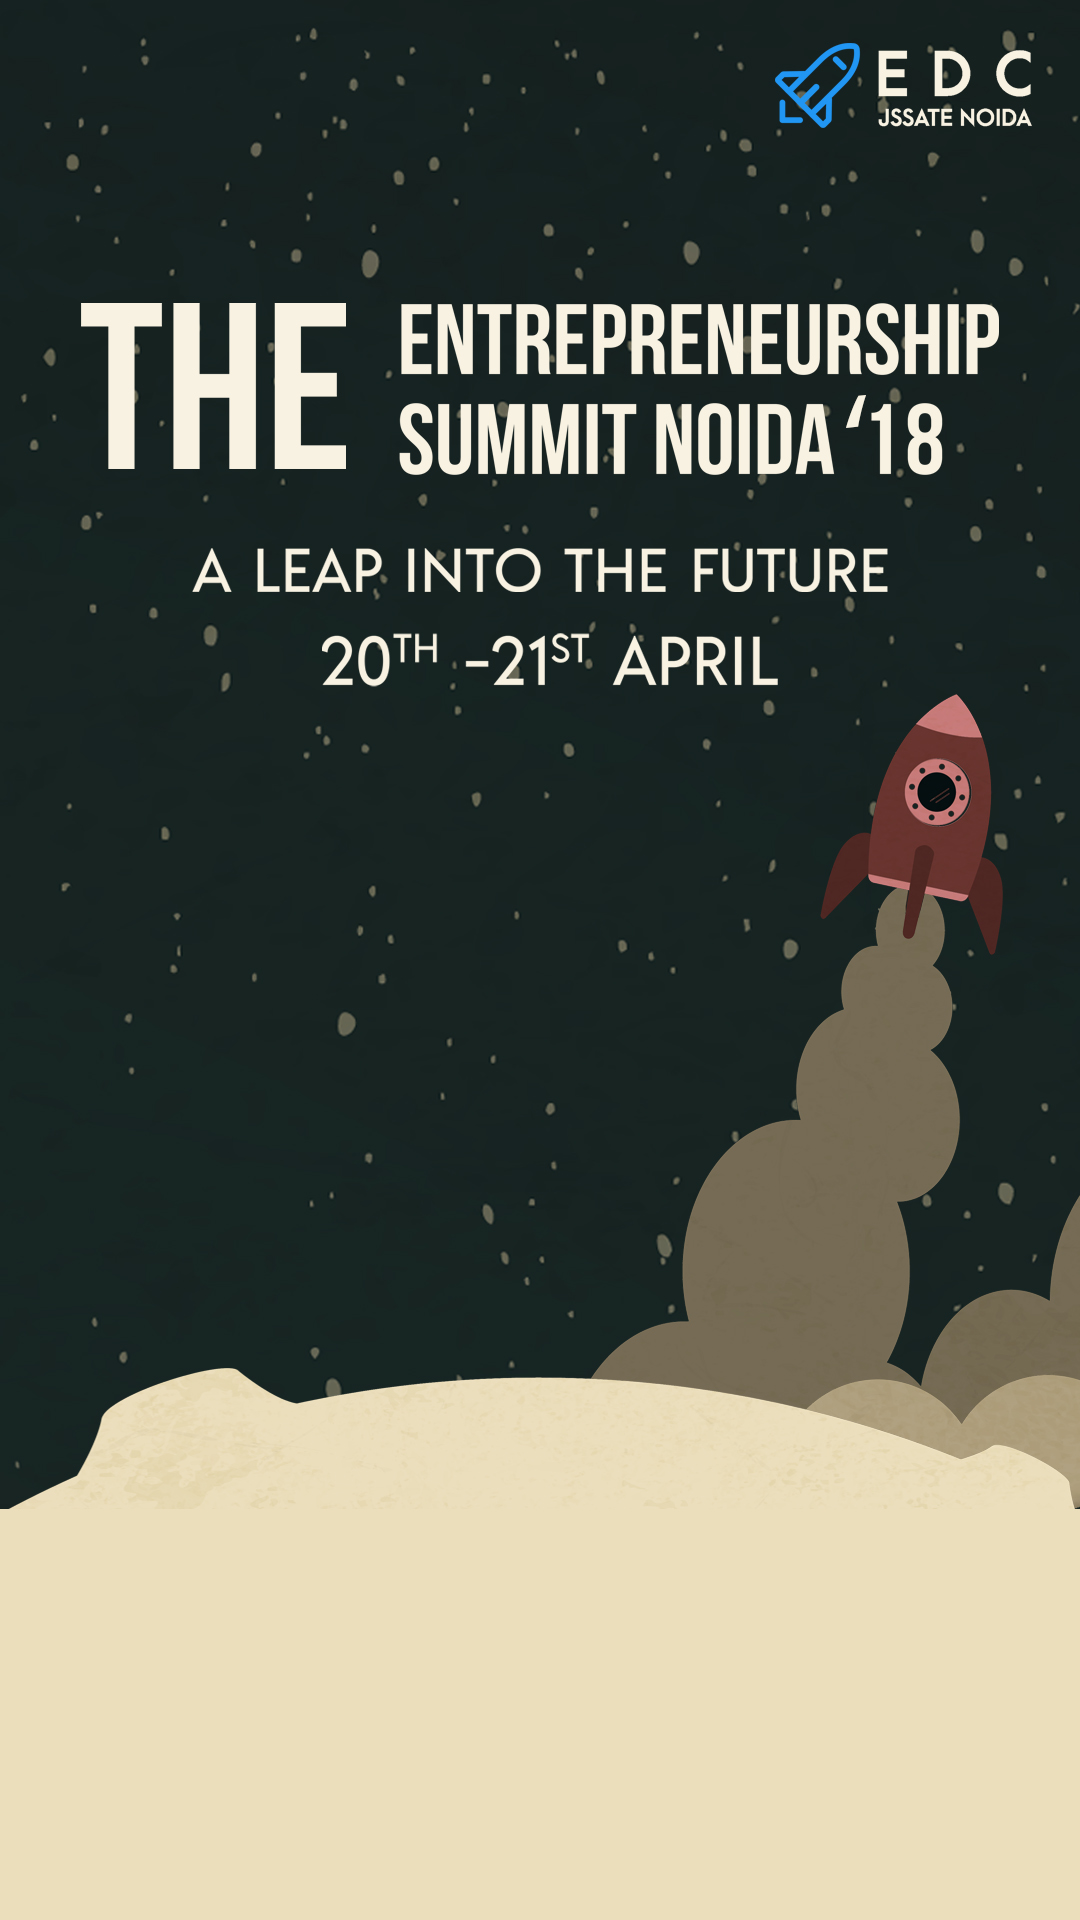 E D C
JSSATE NOIDA
THE ENTREPRENEURSHIP
SUMMIT NOIDA ‘18
A LEAP INTO THE FUTURE
20TH -21ST APRIL